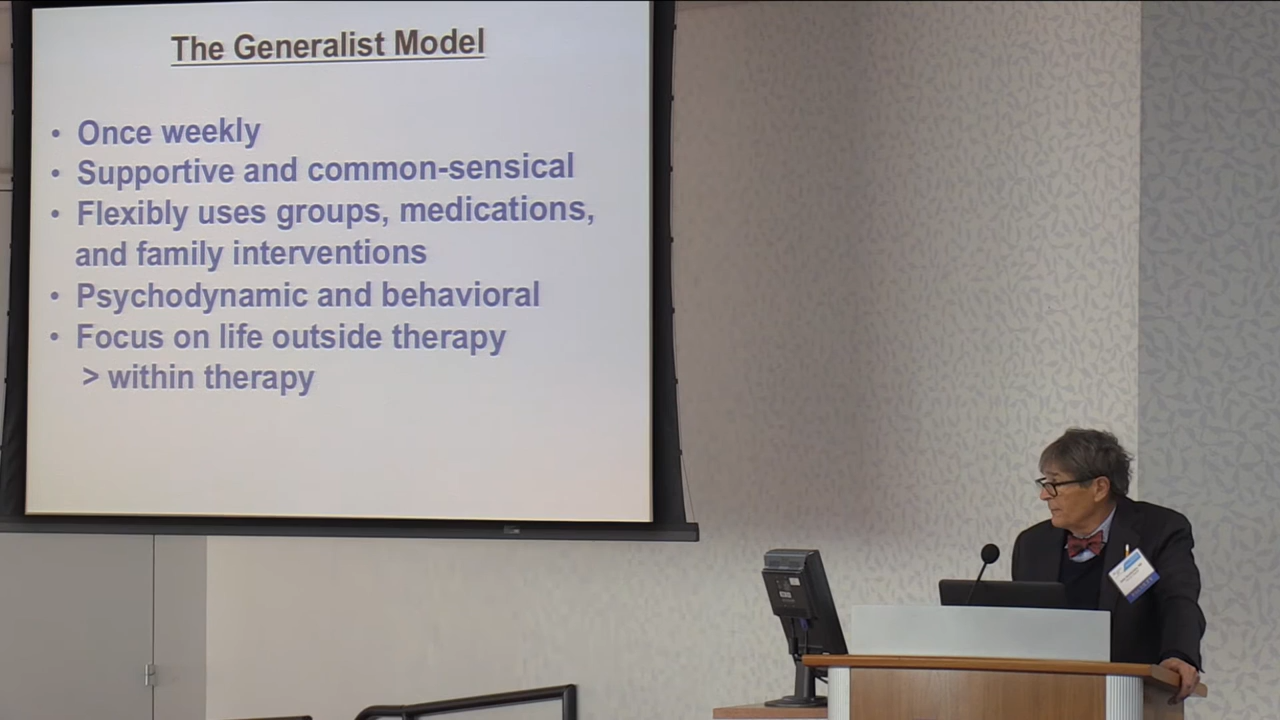 The Generalist Model
• Once weekly
• Supportive and common-sensical
• Flexibly uses groups, medications,
and family interventions
• Psychodynamic and behavioral
• Focus on life outside therapy
> within therapy